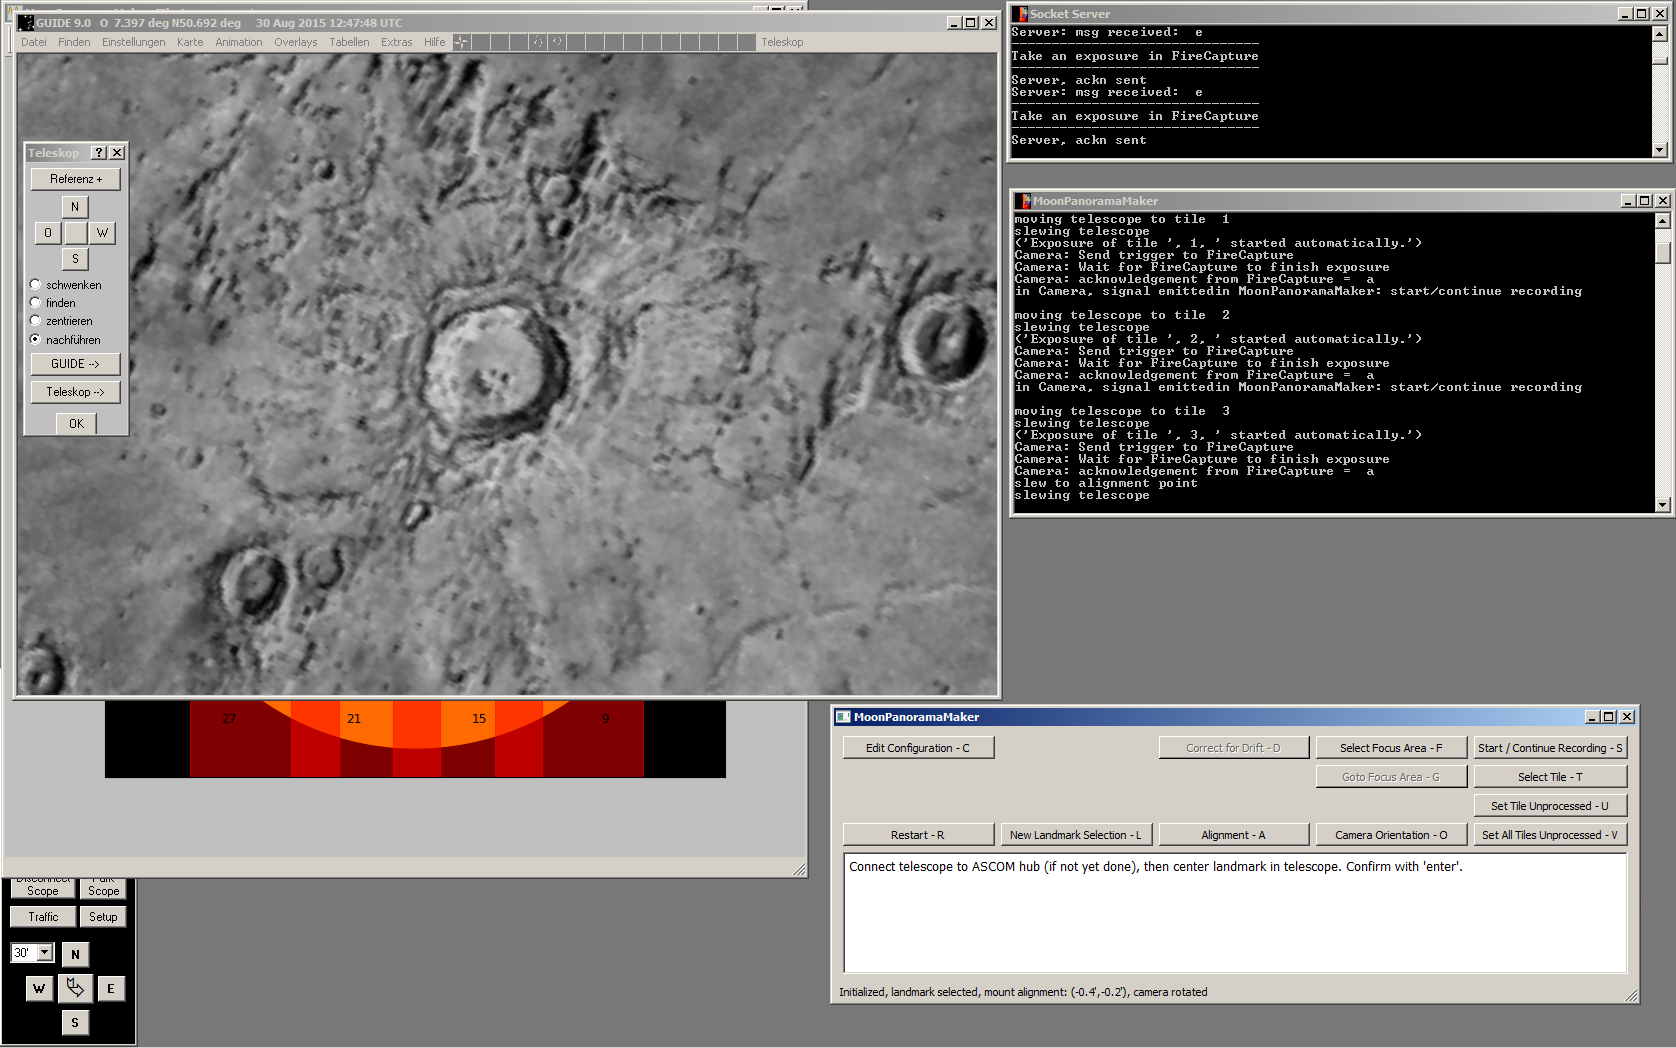 GUIDE 9.0   O  7.397 deg N50.692 deg    30 Aug 2015 12:47:48 UTC
Datei Finden Einstellungen Karte Animation Overlays Tabellen Extras Hilfe Teleskop
Teleskop ?
Referenz +
N
O W
S
schwenken
finden
zentrieren
nachführen
GUIDE -->
Teleskop -->
OK
27 21 15 9
Disconnect Park
Scope Scope
Traffic Setup
30' N
W E
S
Socket Server
Server: msg received:  e
-------------------------------
Take an exposure in FireCapture
-------------------------------
Server, ackn sent
Server: msg received:  e
-------------------------------
Take an exposure in FireCapture
-------------------------------
Server, ackn sent
MoonPanoramaMaker
moving telescope to tile  1
slewing telescope
('Exposure of tile ', 1, ' started automatically.')
Camera: Send trigger to FireCapture
Camera: Wait for FireCapture to finish exposure
Camera: acknowledgement from FireCapture =  a
in Camera, signal emittedin MoonPanoramaMaker: start/continue recording
moving telescope to tile  2
slewing telescope
('Exposure of tile ', 2, ' started automatically.')
Camera: Send trigger to FireCapture
Camera: Wait for FireCapture to finish exposure
Camera: acknowledgement from FireCapture =  a
in Camera, signal emittedin MoonPanoramaMaker: start/continue recording
moving telescope to tile  3
slewing telescope
('Exposure of tile ', 3, ' started automatically.')
Camera: Send trigger to FireCapture
Camera: Wait for FireCapture to finish exposure
Camera: acknowledgement from FireCapture =  a
slew to alignment point
slewing telescope
MoonPanoramaMaker
Edit Configuration - C Correct for Drift - D Select Focus Area - F Start / Continue Recording - S
Goto Focus Area - G Select Tile - T
Set Tile Unprocessed - U
Restart - R New Landmark Selection - L Alignment - A Camera Orientation - O Set All Tiles Unprocessed - V
Connect telescope to ASCOM hub (if not yet done), then center landmark in telescope. Confirm with 'enter'.
Initialized, landmark selected, mount alignment: (-0.4',-0.2'), camera rotated